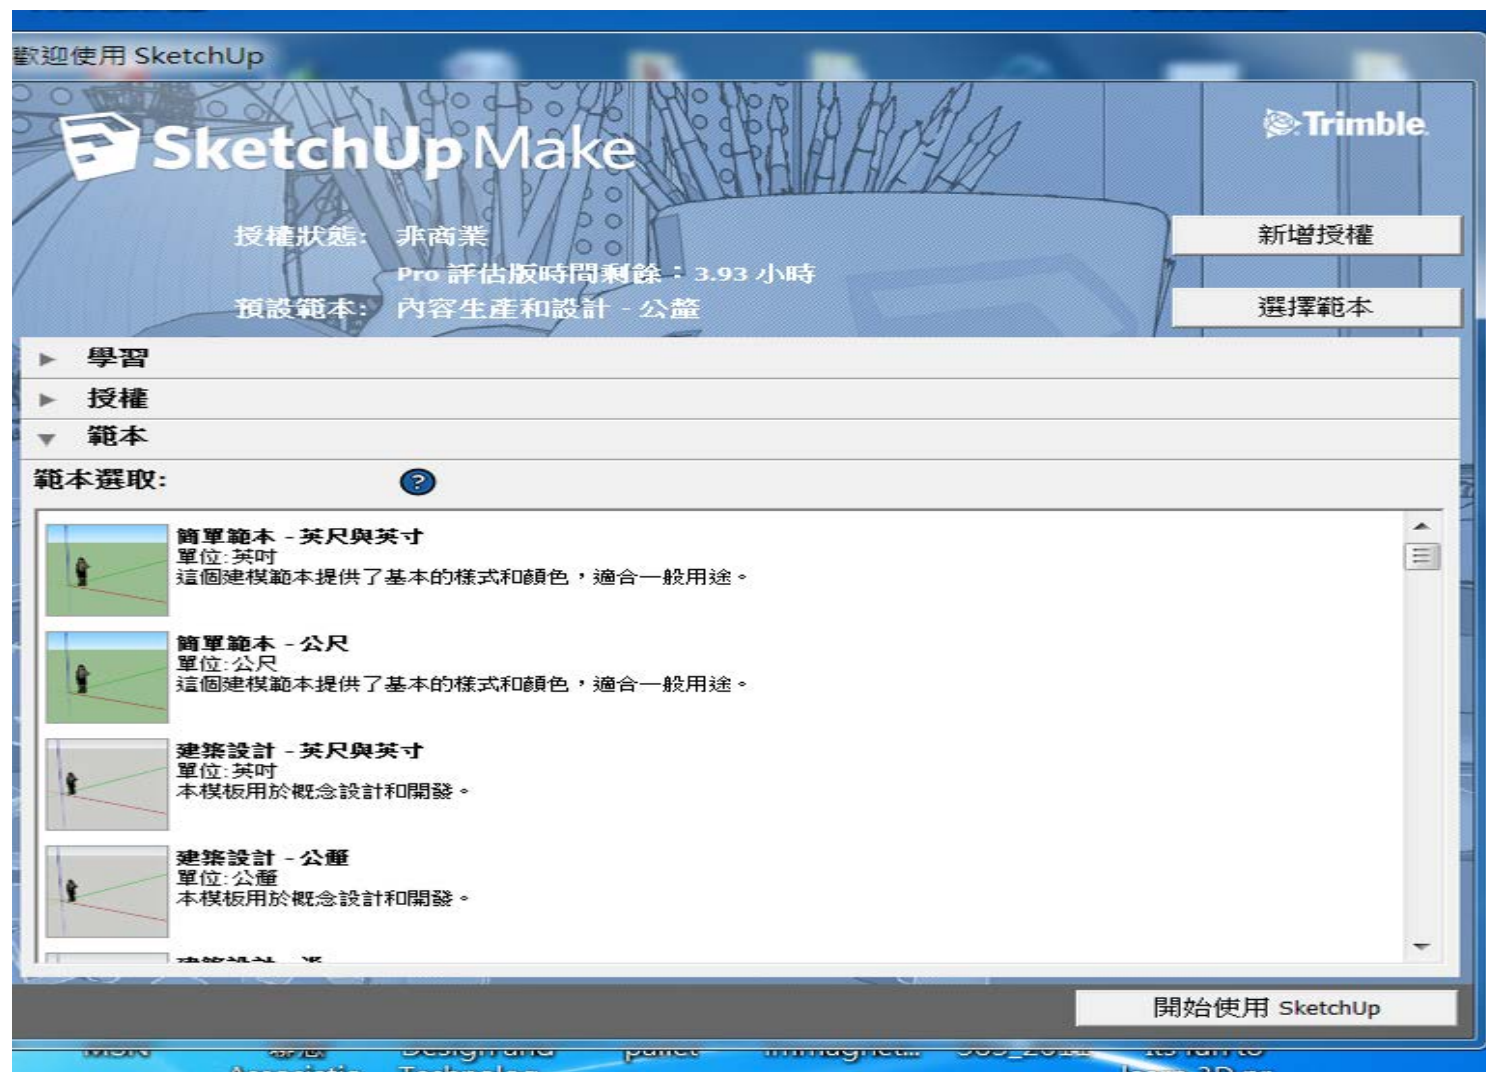 歡迎使用 SketchUp
SketchUp Make
Trimble.
授權狀態: 非商業
新增授權
Pro 評估版時間剩餘：3.93 小時
預設範本: 內容生產和設計 - 公釐
選擇範本
學習
授權
範本
範本選取:
?
簡單範本 - 英尺與英寸
單位:英吋
這個建模範本提供了基本的樣式和顏色，適合一般用途。
簡單範本 - 公尺
單位:公尺
這個建模範本提供了基本的樣式和顏色，適合一般用途。
建築設計 - 英尺與英寸
單位:英吋
本模板用於概念設計和開發。
建築設計 - 公釐
單位:公釐
本模板用於概念設計和開發。
開始使用 SketchUp